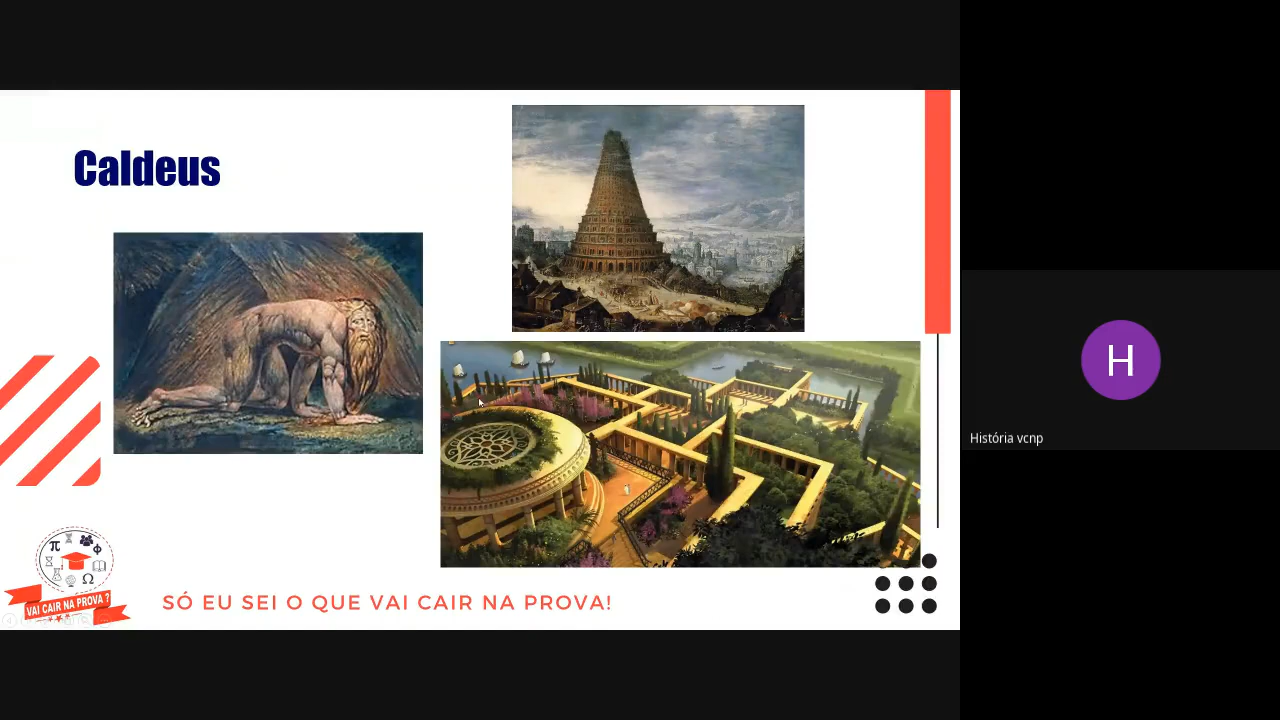 Caldeus
π
Φ
Ω
VAI CAIR NA PROVA ?
SÓ EU SEI O QUE VAI CAIR NA PROVA!
H
História vcnp